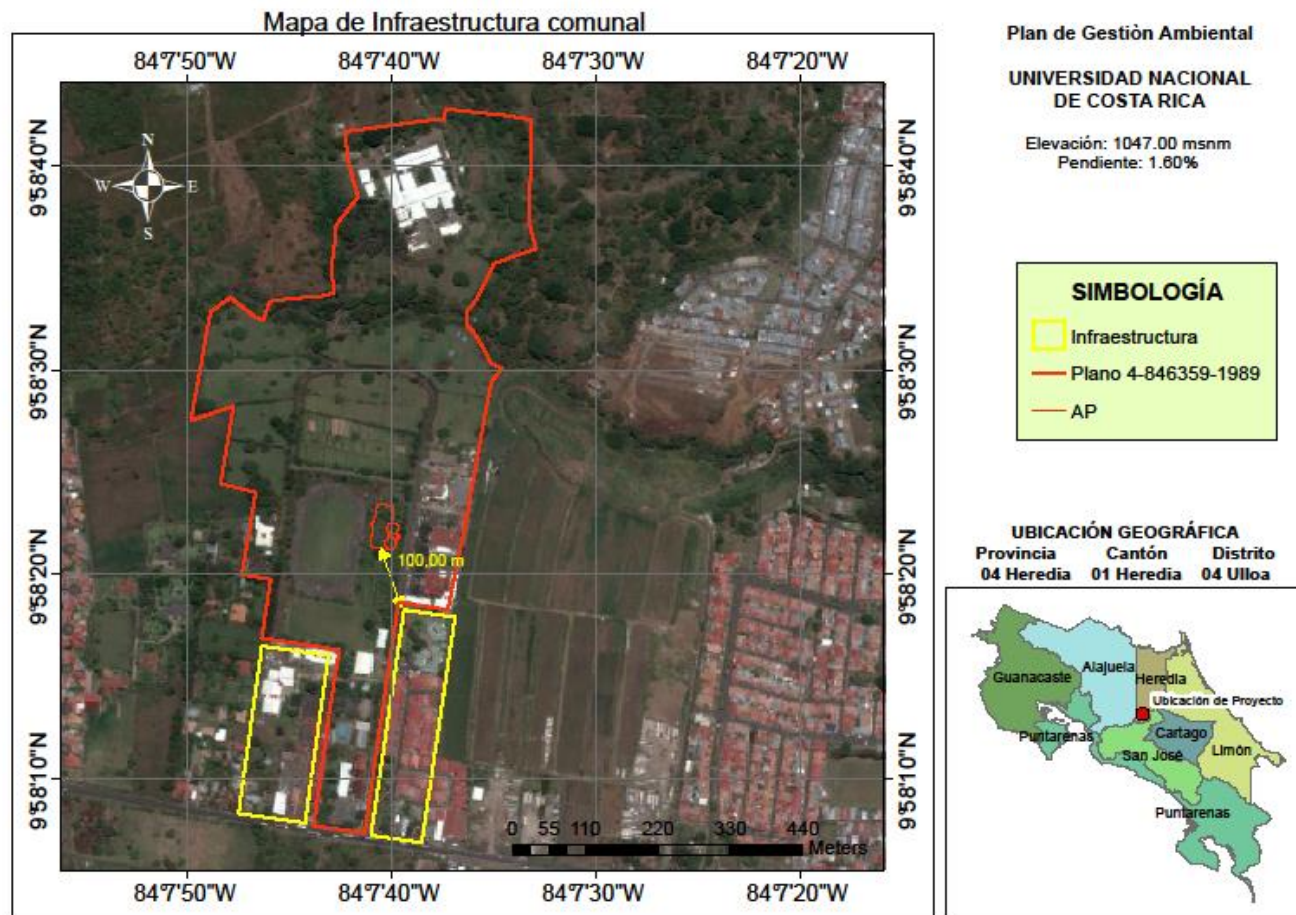 Mapa de Infraestructura comunal
84°7'50"W 84°7'40"W 84°7'30"W 84°7'20"W
9°58'40"N 9°58'40"N
9°58'30"N 9°58'30"N
9°58'20"N 9°58'20"N
9°58'10"N 9°58'10"N
N
W E
S
100,00 m
0 55 110 220 330 440
Meters
84°7'50"W 84°7'40"W 84°7'30"W 84°7'20"W
Plan de Gestiòn Ambiental
UNIVERSIDAD NACIONAL
DE COSTA RICA
Elevación: 1047.00 msnm
Pendiente: 1.60%
SIMBOLOGÍA
Infraestructura
Plano 4-846359-1989
AP
UBICACIÓN GEOGRÁFICA
Provincia Cantón Distrito
04 Heredia 01 Heredia 04 Ulloa
Guanacaste
Alajuela
Heredia
Ubicación de Proyecto
Puntarenas
Cartago
San José
Limón
Puntarenas